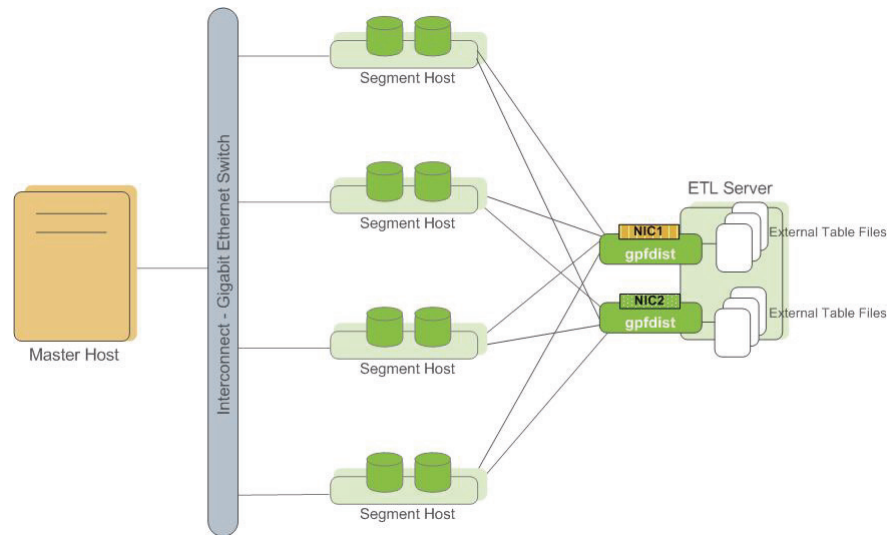 Segment Host
Interconnect - Gigabit Ethernet Switch
Segment Host
ETL Server
NIC1
gpfdist
External Table Files
Master Host
NIC2
gpfdist
External Table Files
Segment Host
Segment Host